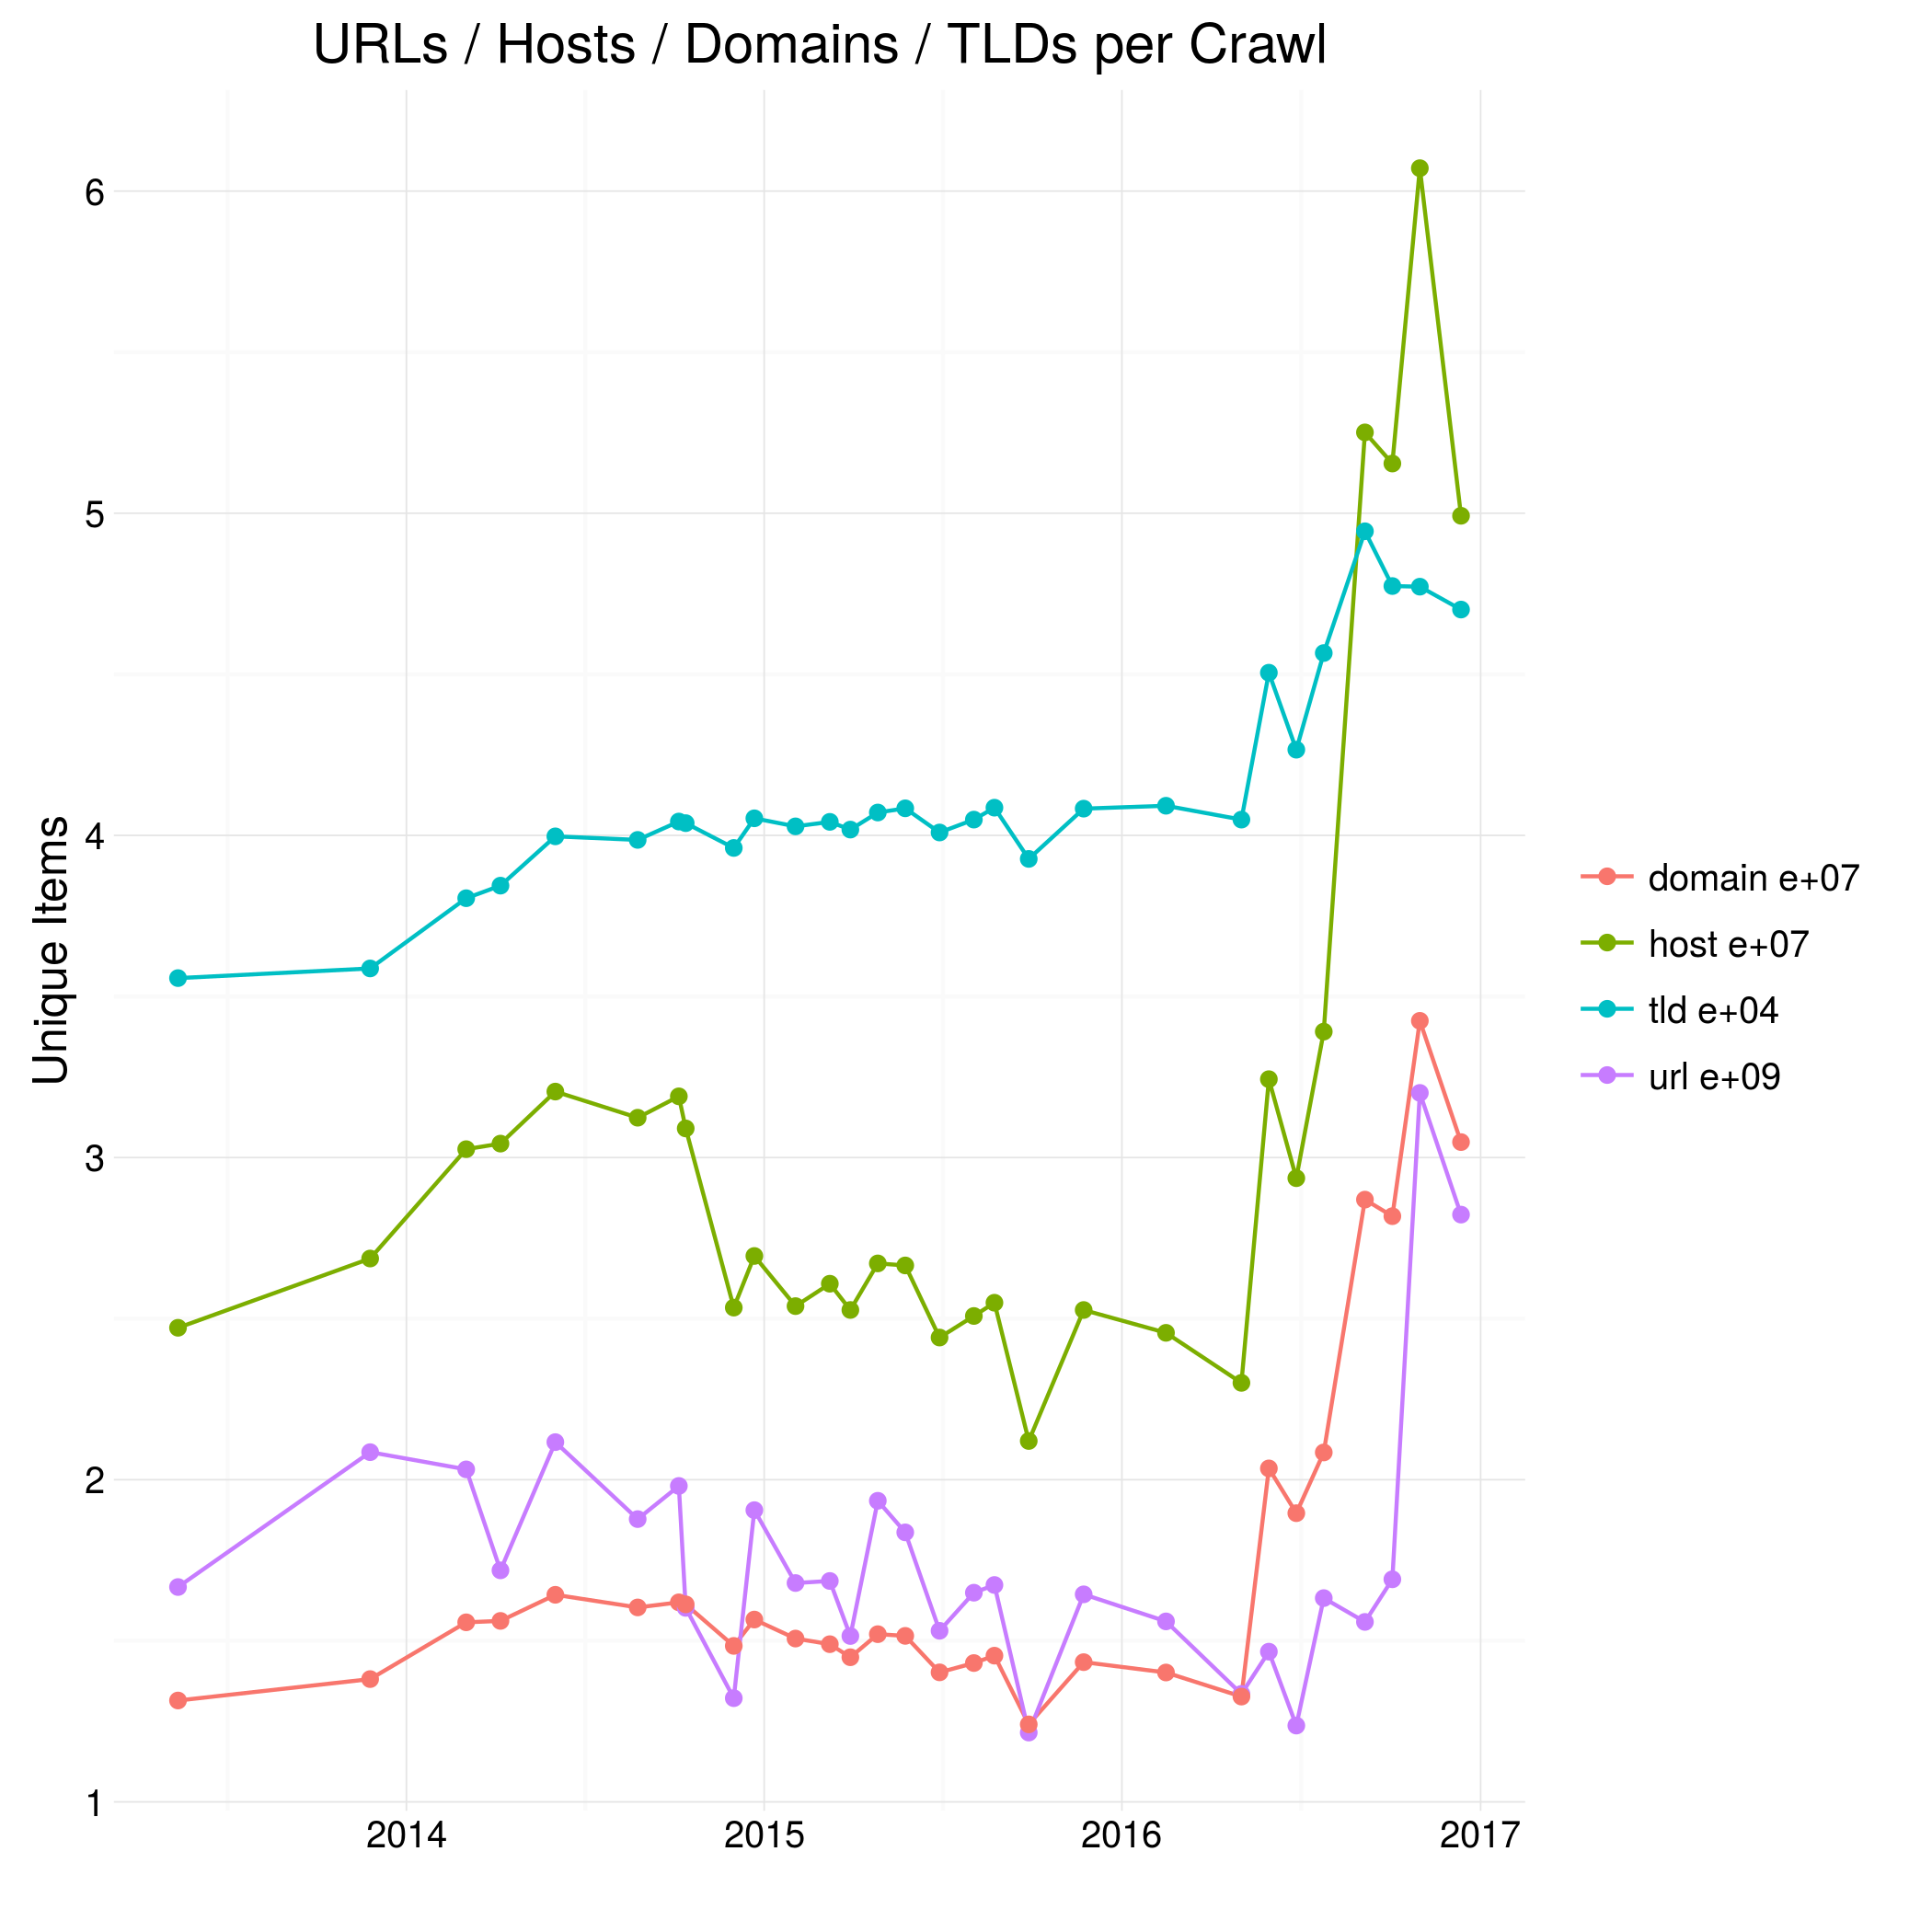 URLs / Hosts / Domains / TLDs per Crawl
Unique Items
6
5
4
3
2
1
2014 2015 2016 2017
domain e+07
host e+07
tld e+04
url e+09